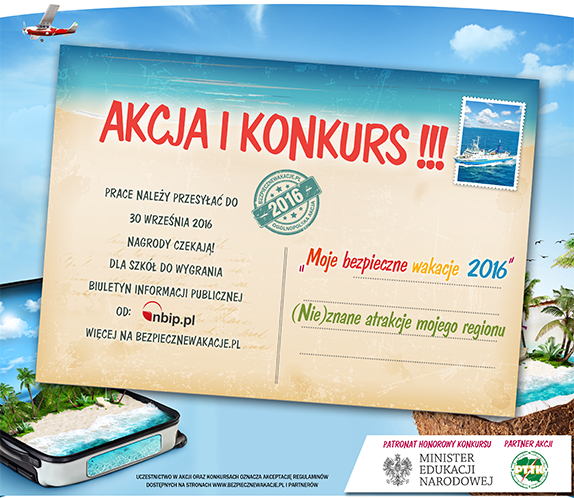 AKCJA I KONKURS !!!
PRACE NALEŻY PRZESYŁAĆ DO
30 WRZEŚNIA 2016
NAGRODY CZEKAJĄ!
DLA SZKÓŁ DO WYGRANIA
BIULETYN INFORMACJI PUBLICZNEJ
OD: nbip.pl
WIĘCEJ NA BEZPIECZNEWAKACJE.PL
BEZPIECZNEWAKACJE.PL
2016
OGÓLNOPOLSKA AKCJA
„Moje bezpieczne wakacje 2016"
(Nie)znane atrakcje mojego regionu
PATRONAT HONOROWY KONKURSU
MINISTER
EDUKACJI
NARODOWEJ
PARTNER AKCJI
PTTK
UCZESTNICTWO W AKCJI ORAZ KONKURSACH OZNACZA AKCEPTACJĘ REGULAMINÓW
DOSTĘPNYCH NA STRONACH WWW.BEZPIECZNEWAKACJE.PL I PARTNERÓW